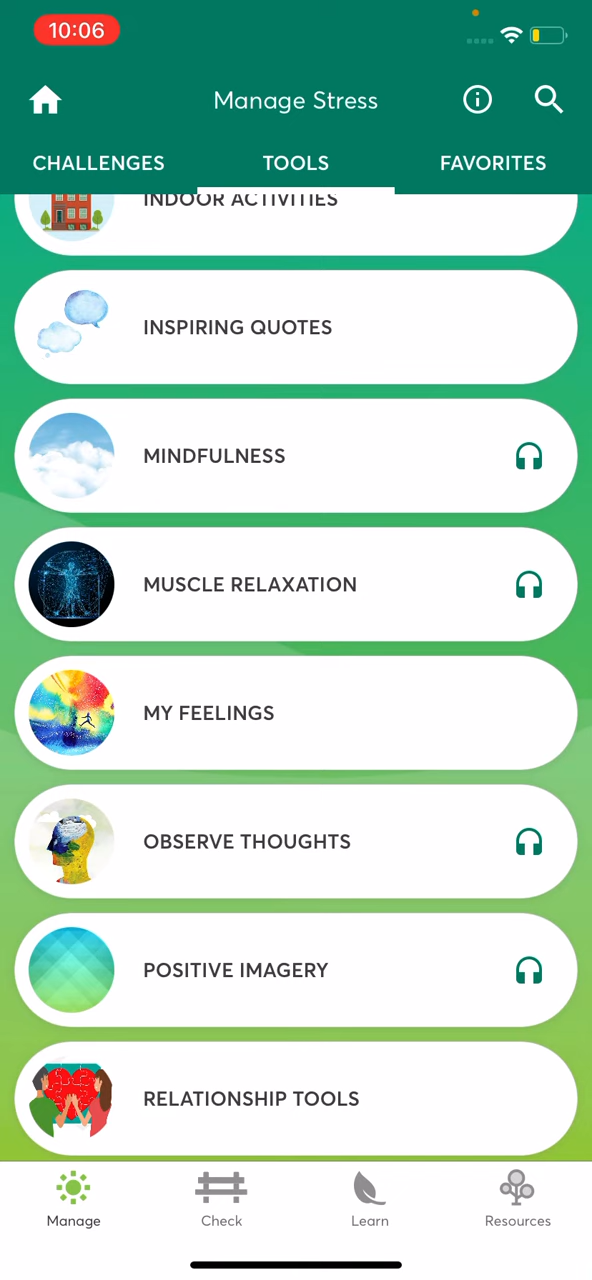 10:06
Manage Stress
CHALLENGES TOOLS FAVORITES
INDOOR ACTIVITIES
INSPIRING QUOTES
MINDFULNESS
MUSCLE RELAXATION
MY FEELINGS
OBSERVE THOUGHTS
POSITIVE IMAGERY
RELATIONSHIP TOOLS
Manage Check Learn Resources